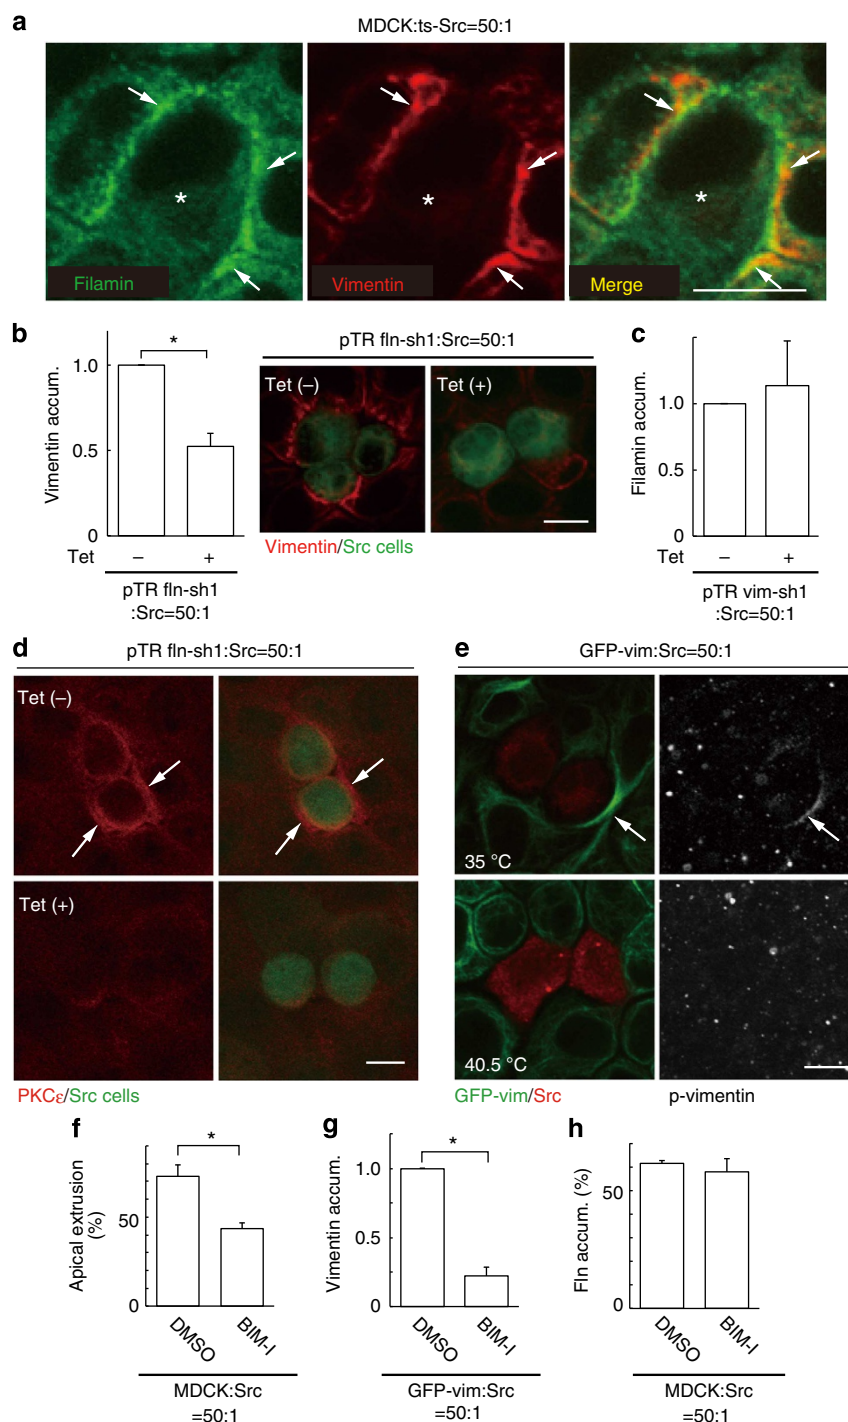 a
MDCK:ts-Src=50:1
* * *
Filamin Vimentin Merge
b
Vimentin accum.
1.0
0.5
0
*
Tet – +
pTR fln-sh1
:Src=50:1
pTR fln-sh1:Src=50:1
Tet (–) Tet (+)
Vimentin/Src cells
c
Filamin accum.
1.0
0.5
0
Tet – +
pTR vim-sh1
:Src=50:1
d
pTR fln-sh1:Src=50:1
Tet (–)
Tet (+)
PKCε/Src cells
e
GFP-vim:Src=50:1
35 °C
40.5 °C
GFP-vim/Src p-vimentin
f
Apical extrusion
(%)
50
0
*
DMSO BIM-I
MDCK:Src
=50:1
g
Vimentin accum.
1.0
0.5
0
*
DMSO BIM-I
GFP-vim:Src
=50:1
h
Fln accum. (%)
50
0
DMSO BIM-I
MDCK:Src
=50:1